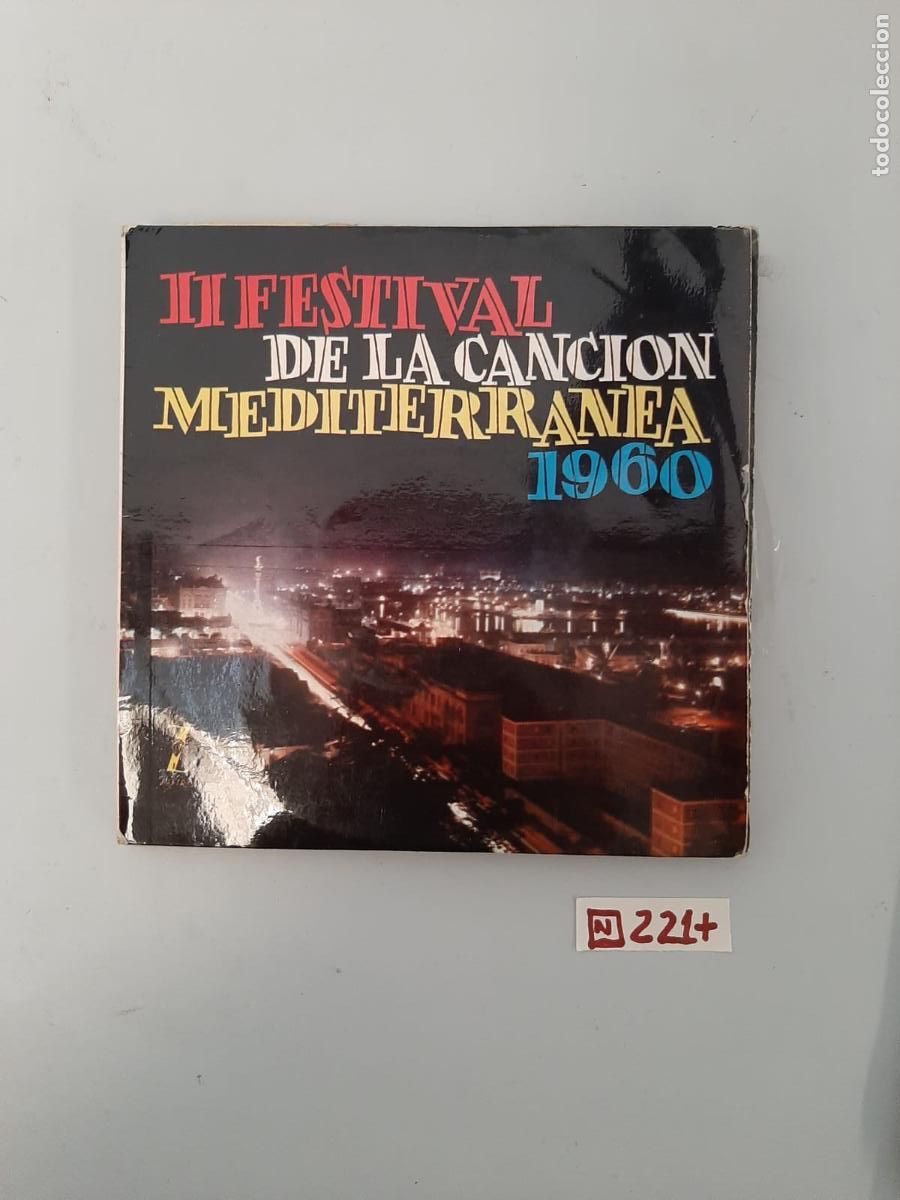 todocoleccion
II FESTIVAL
DE LA CANCION
MEDITERRANEA
1960
N 221+